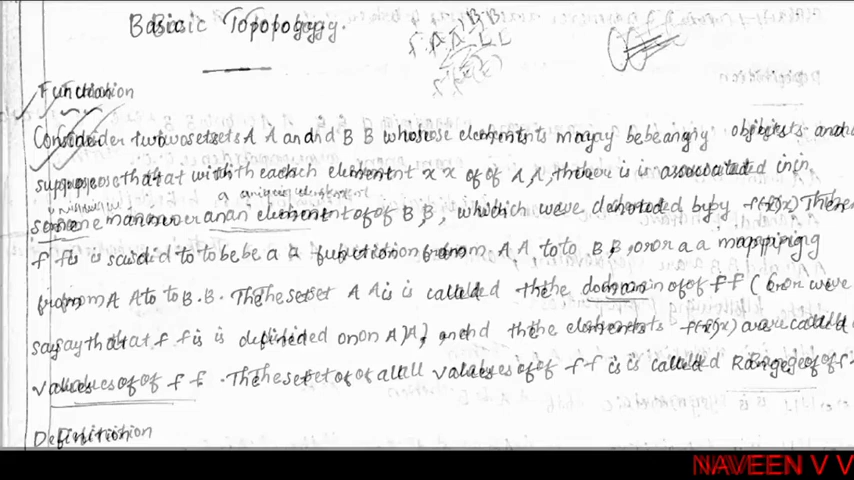 Basic Topology.
Function
Consider two sets A and B whose elements may be any objects and
suppose that with each element x of A, there is associated in
a unique element
some manner an element of B, which we denoted by f(x). Then
f is said to be a function from A to B, or a mapping
from A to B. The set A is called the domain of f (or we
say that f is defined on A), and the elements f(x) are called
values of f. The set of all values of f is called Range of f.
Definition
NAVEEN V V